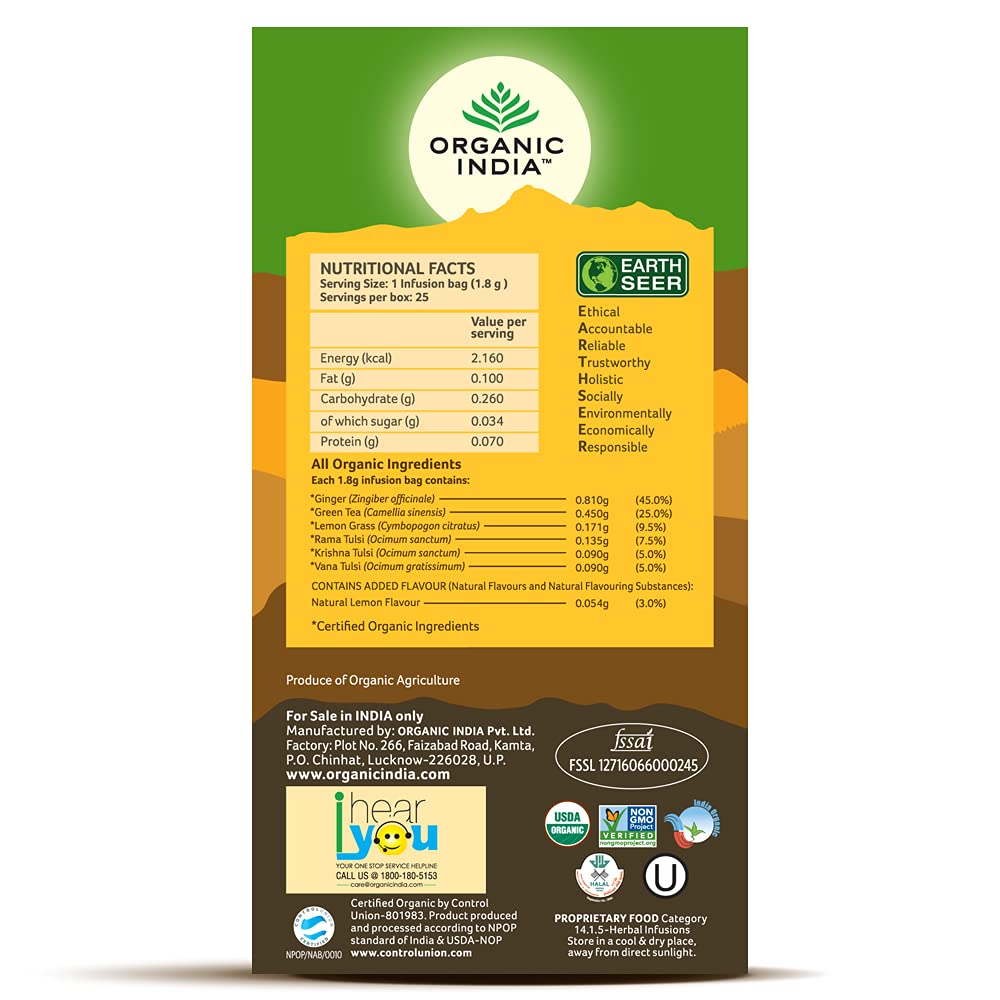 ORGANIC
INDIA™
NUTRITIONAL FACTS
Serving Size: 1 Infusion bag (1.8 g )
Servings per box: 25
Value per
serving
Energy (kcal) 2.160
Fat (g) 0.100
Carbohydrate (g) 0.260
of which sugar (g) 0.034
Protein (g) 0.070
EARTH
SEER
Ethical
Accountable
Reliable
Trustworthy
Holistic
Socially
Environmentally
Economically
Responsible
All Organic Ingredients
Each 1.8g infusion bag contains:
*Ginger (Zingiber officinale) 0.810g (45.0%)
*Green Tea (Camellia sinensis) 0.450g (25.0%)
*Lemon Grass (Cymbopogon citratus) 0.171g (9.5%)
*Rama Tulsi (Ocimum sanctum) 0.135g (7.5%)
*Krishna Tulsi (Ocimum sanctum) 0.090g (5.0%)
*Vana Tulsi (Ocimum gratissimum) 0.090g (5.0%)
CONTAINS ADDED FLAVOUR (Natural Flavours and Natural Flavouring Substances):
Natural Lemon Flavour 0.054g (3.0%)
*Certified Organic Ingredients
Produce of Organic Agriculture
For Sale in INDIA only
Manufactured by: ORGANIC INDIA Pvt. Ltd.
Factury: Plot No. 266, Faizabad Road, Kamta,
P.O. Chinhat, Lucknow-226028, U.P.
www.organicindia.com
fssai
FSSL 12716066000245
i hear
you
YOUR ONE STOP SERVICE HELPLINE
CALL US @ 1800-180-5153
care@organicindia.com
USDA
ORGANIC
NON
GMO
Project
VERIFIED
nongmoproject.org
India Organic
HALAL
U
CONTROLUNION
CERTIFIED
NPOP/NAB/0010
Certified Organic by Control
Union-801983. Product produced
and processed according to NPOP
standard of India & USDA-NOP
www.controlunion.com
PROPRIETARY FOOD Category
14.1.5-Herbal Infusions
Store in a cool & dry place,
away from direct sunlight.